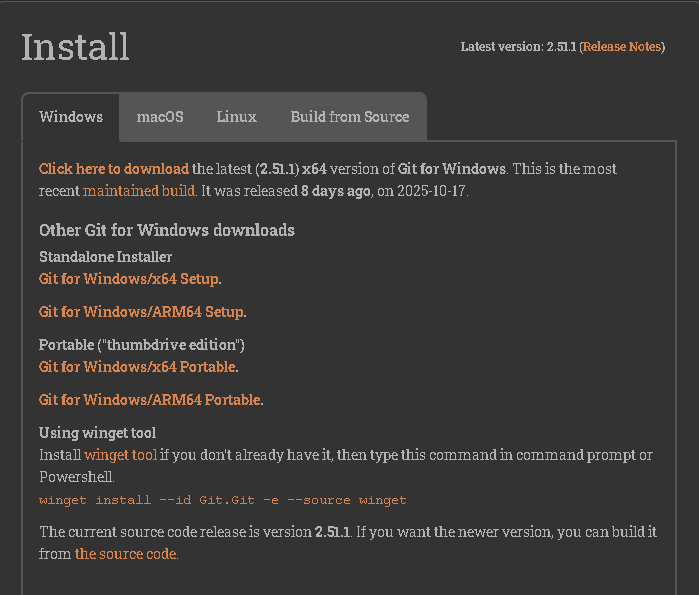 Install
Latest version: 2.51.1 (Release Notes)
Windows
macOS
Linux
Build from Source
Click here to download the latest (2.51.1) x64 version of Git for Windows. This is the most
recent maintained build. It was released 8 days ago, on 2025-10-17.
Other Git for Windows downloads
Standalone Installer
Git for Windows/x64 Setup.
Git for Windows/ARM64 Setup.
Portable ("thumbdrive edition")
Git for Windows/x64 Portable.
Git for Windows/ARM64 Portable.
Using winget tool
Install winget tool if you don't already have it, then type this command in command prompt or
Powershell.
winget install --id Git.Git -e --source winget
The current source code release is version 2.51.1. If you want the newer version, you can build it
from the source code.